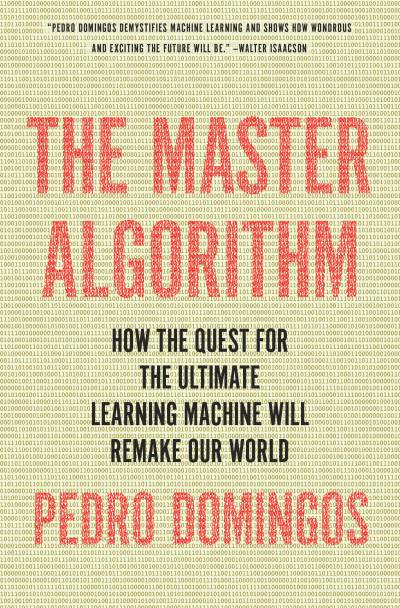 "PEDRO DOMINGOS DEMYSTIFIES MACHINE LEARNING AND SHOWS HOW WONDROUS
AND EXCITING THE FUTURE WILL BE." –WALTER ISAACSON
THE MASTER
ALGORITHM
HOW THE QUEST FOR
THE ULTIMATE
LEARNING MACHINE WILL
REMAKE OUR WORLD
PEDRO DOMINGOS